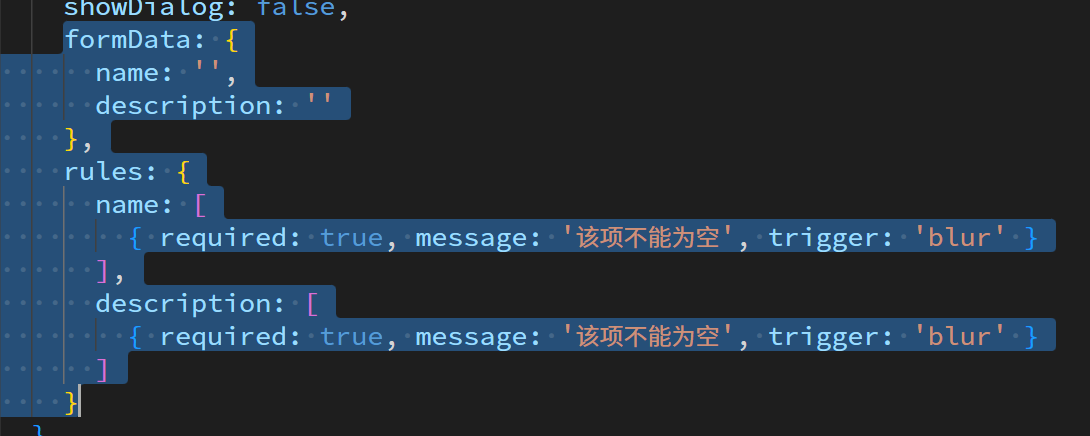 showDialog: false,
formData: {
name: '',
description: ''
},
rules: {
name: [
{ required: true, message: '该项不能为空', trigger: 'blur' }
],
description: [
{ required: true, message: '该项不能为空', trigger: 'blur' }
]
}
}